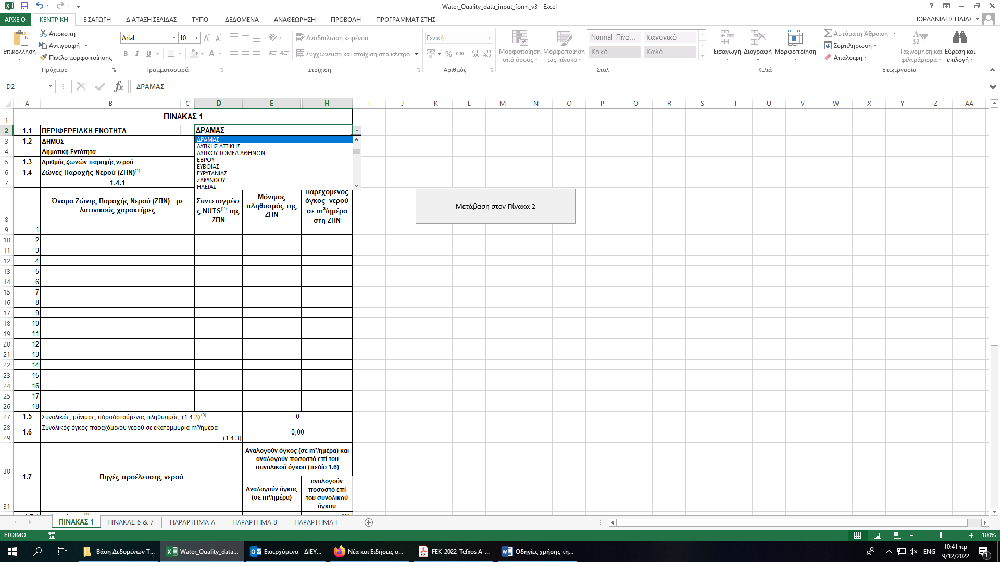 Water_Quality_data_input_form_v3 - Excel
ΑΡΧΕΙΟ ΚΕΝΤΡΙΚΗ ΕΙΣΑΓΩΓΗ ΔΙΑΤΑΞΗ ΣΕΛΙΔΑΣ ΤΥΠΟΙ ΔΕΔΟΜΕΝΑ ΑΝΑΘΕΩΡΗΣΗ ΠΡΟΒΟΛΗ ΠΡΟΓΡΑΜΜΑΤΙΣΤΗΣ ΙΟΡΔΑΝΙΔΗΣ ΗΛΙΑΣ
Επικόλληση
Αποκοπή
Αντιγραφή
Πινέλο μορφοποίησης
Πρόχειρο
Arial 10
B I U
Γραμματοσειρά
Αναδίπλωση κειμένου
Συγχώνευση και στοίχιση στο κέντρο
Στοίχιση
Γενική
% 000
Αριθμός
Μορφοποίηση υπό όρους
Μορφοποίηση ως πίνακα
Normal_Πίνα... Κανονικό
Κακό Καλό
Στυλ
Εισαγωγή Διαγραφή Μορφοποίηση
Κελιά
Αυτόματη Άθροιση
Συμπλήρωση
Απαλοιφή
Ταξινόμηση και φιλτράρισμα
Εύρεση και επιλογή
Επεξεργασία
D2 fx ΔΡΑΜΑΣ
A B C D E H I J K L M N O P Q R S T U V W X Y Z AA
1 ΠΙΝΑΚΑΣ 1
2 1.1 ΠΕΡΙΦΕΡΕΙΑΚΗ ΕΝΟΤΗΤΑ ΔΡΑΜΑΣ
3 1.2 ΔΗΜΟΣ
4 Δημοτική Εντότητα
5 1.3 Αριθμός ζωνών παροχής νερού
6 1.4 Ζώνες Παροχής Νερού (ΖΠΝ)(1)
7 1.4.1
ΔΡΑΜΑΣ
ΔΥΤΙΚΗΣ ΑΤΤΙΚΗΣ
ΔΥΤΙΚΟΥ ΤΟΜΕΑ ΑΘΗΝΩΝ
ΕΒΡΟΥ
ΕΥΒΟΙΑΣ
ΕΥΡΥΤΑΝΙΑΣ
ΖΑΚΥΝΘΟΥ
ΗΛΕΙΑΣ
8
Όνομα Ζώνης Παροχής Νερού (ΖΠΝ) - με
λατινικούς χαρακτήρες
Συντεταγμένε
ς NUTS(2) της
ΖΠΝ
Μόνιμος
πληθυσμός της
ΖΠΝ
Παρεχόμενος
όγκος νερού
σε m3/ημέρα
στη ΖΠΝ
Μετάβαση στον Πίνακα 2
9 1
10 2
11 3
12 4
13 5
14 6
15 7
16 8
17 9
18 10
19 11
20 12
21 13
22 14
23 15
24 16
25 17
26 18
27 1.5 Συνολικός, μόνιμος, υδροδοτούμενος πληθυσμός (1.4.3)(3) 0
28 1.6 Συνολικός όγκος παρεχόμενου νερού σε εκατομμύρια m³/ημέρα 0,00
29 (1.4.3)
30
1.7 Πηγές προέλευσης νερού
Αναλογούν όγκος (σε m³/ημέρα) και
αναλογούν ποσοστό επί του
συνολικού όγκου (πεδίο 1.6)
31
Αναλογούν όγκος
(σε m³/ημέρα)
αναλογούν
ποσοστό επί
του συνολικού
όγκου
ΠΙΝΑΚΑΣ 1 ΠΙΝΑΚΑΣ 6 & 7 ΠΑΡΑΡΤΗΜΑ Α ΠΑΡΑΡΤΗΜΑ Β ΠΑΡΑΡΤΗΜΑ Γ
ΕΤΟΙΜΟ 100%
Βάση Δεδομένων Τ... Water_Quality_data... Εισερχόμενα - ΔΙΕΥ... Νέα και Ειδήσεις α... FEK-2022-Tefxos A-... Οδηγίες χρήσης τη... ENG
10:41 πμ
9/12/2022
1